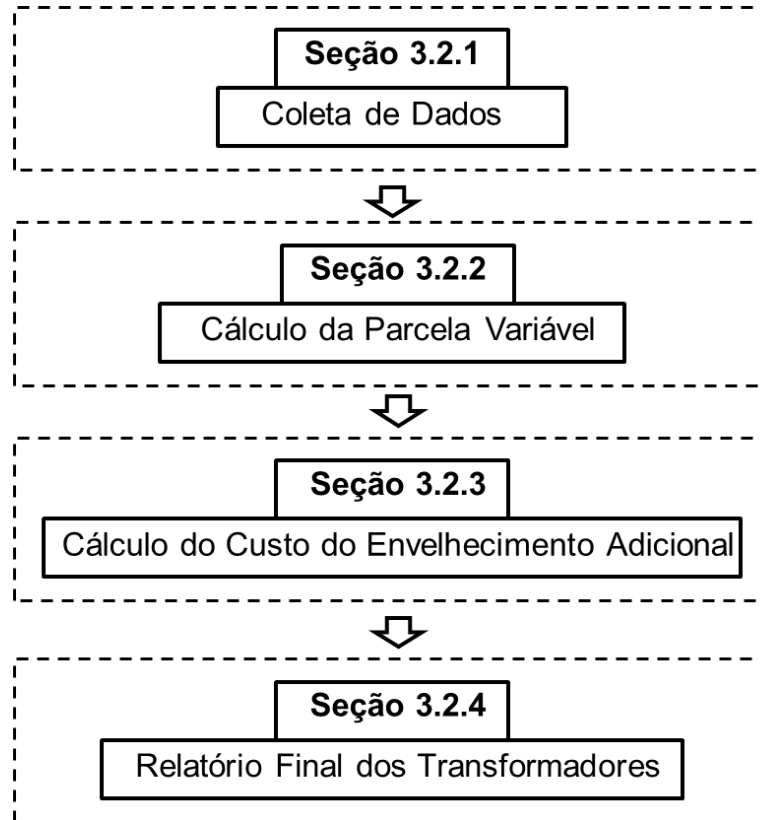 Seção 3.2.1
Coleta de Dados
Seção 3.2.2
Cálculo da Parcela Variável
Seção 3.2.3
Cálculo do Custo do Envelhecimento Adicional
Seção 3.2.4
Relatório Final dos Transformadores